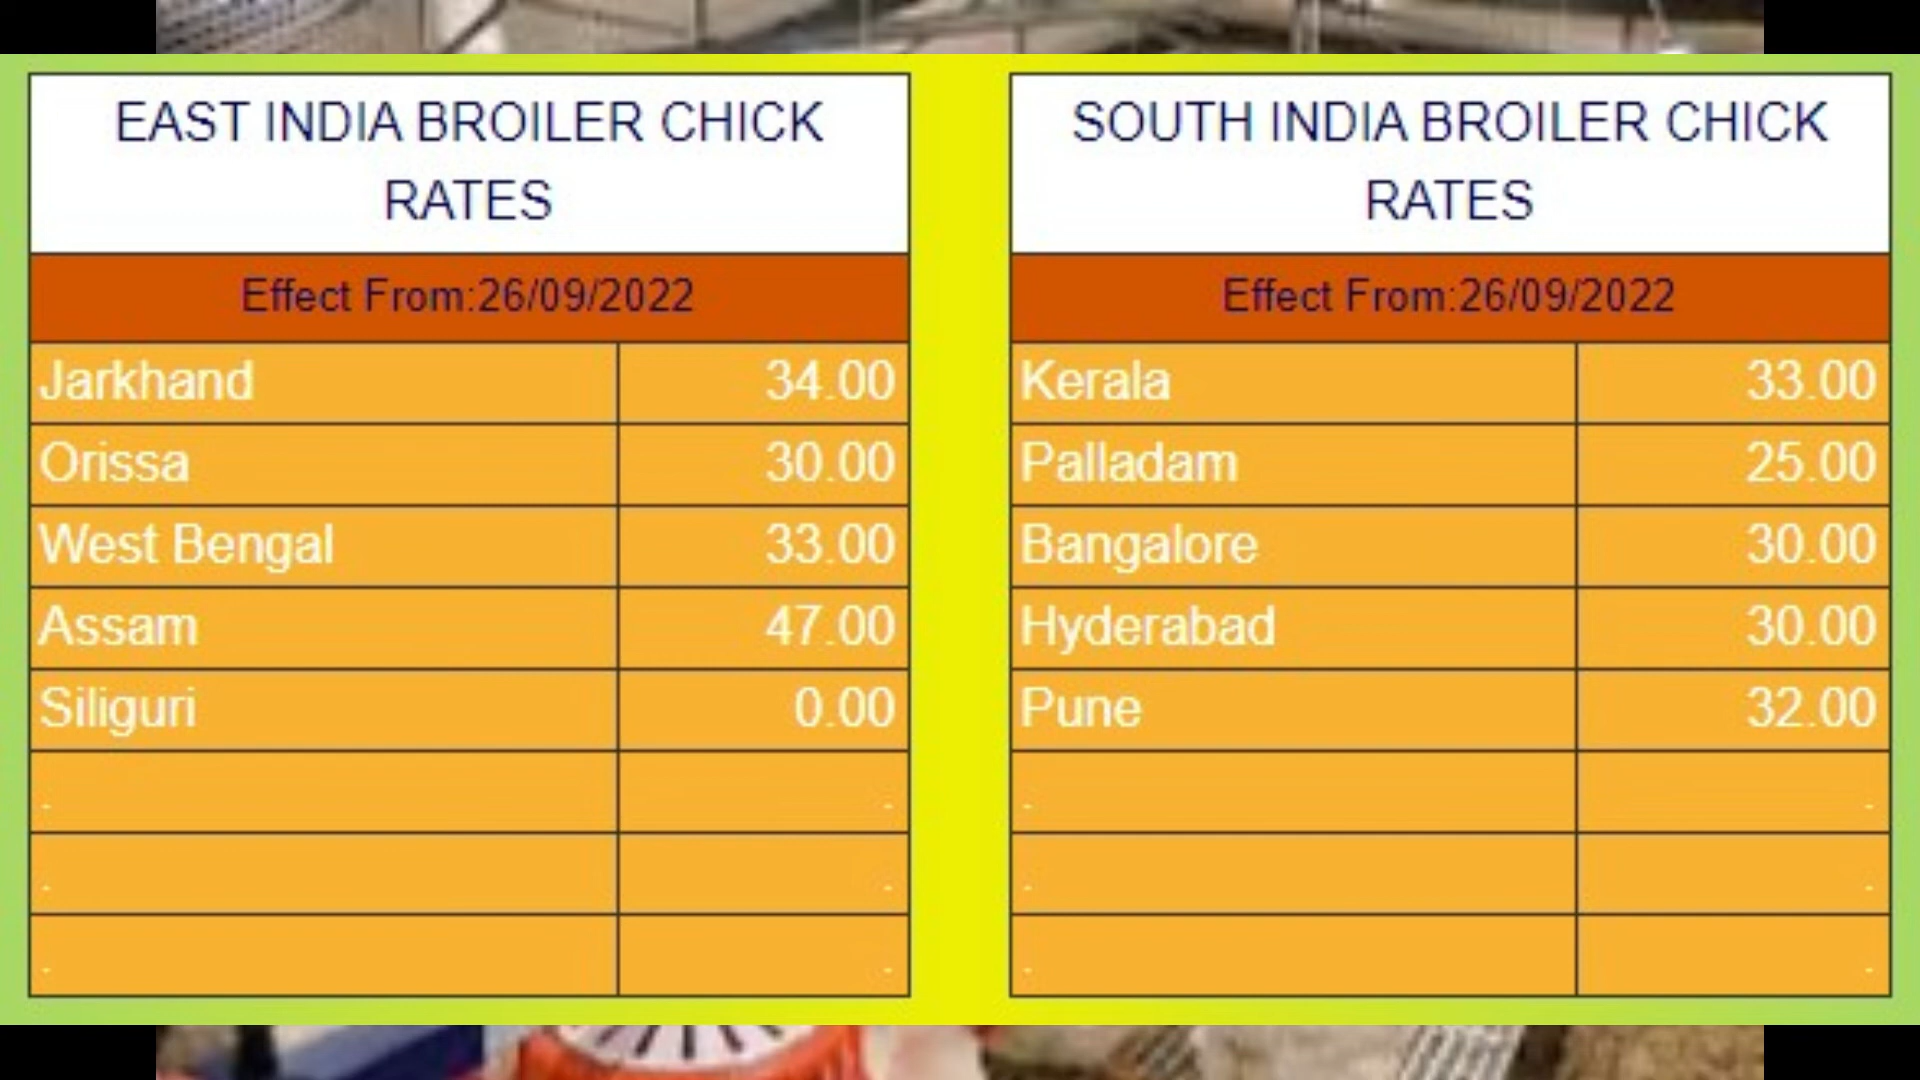 EAST INDIA BROILER CHICK
RATES
Effect From:26/09/2022
Jarkhand 34.00
Orissa 30.00
West Bengal 33.00
Assam 47.00
Siliguri 0.00
. .
. .
. .
SOUTH INDIA BROILER CHICK
RATES
Effect From:26/09/2022
Kerala 33.00
Palladam 25.00
Bangalore 30.00
Hyderabad 30.00
Pune 32.00
. .
. .
. .